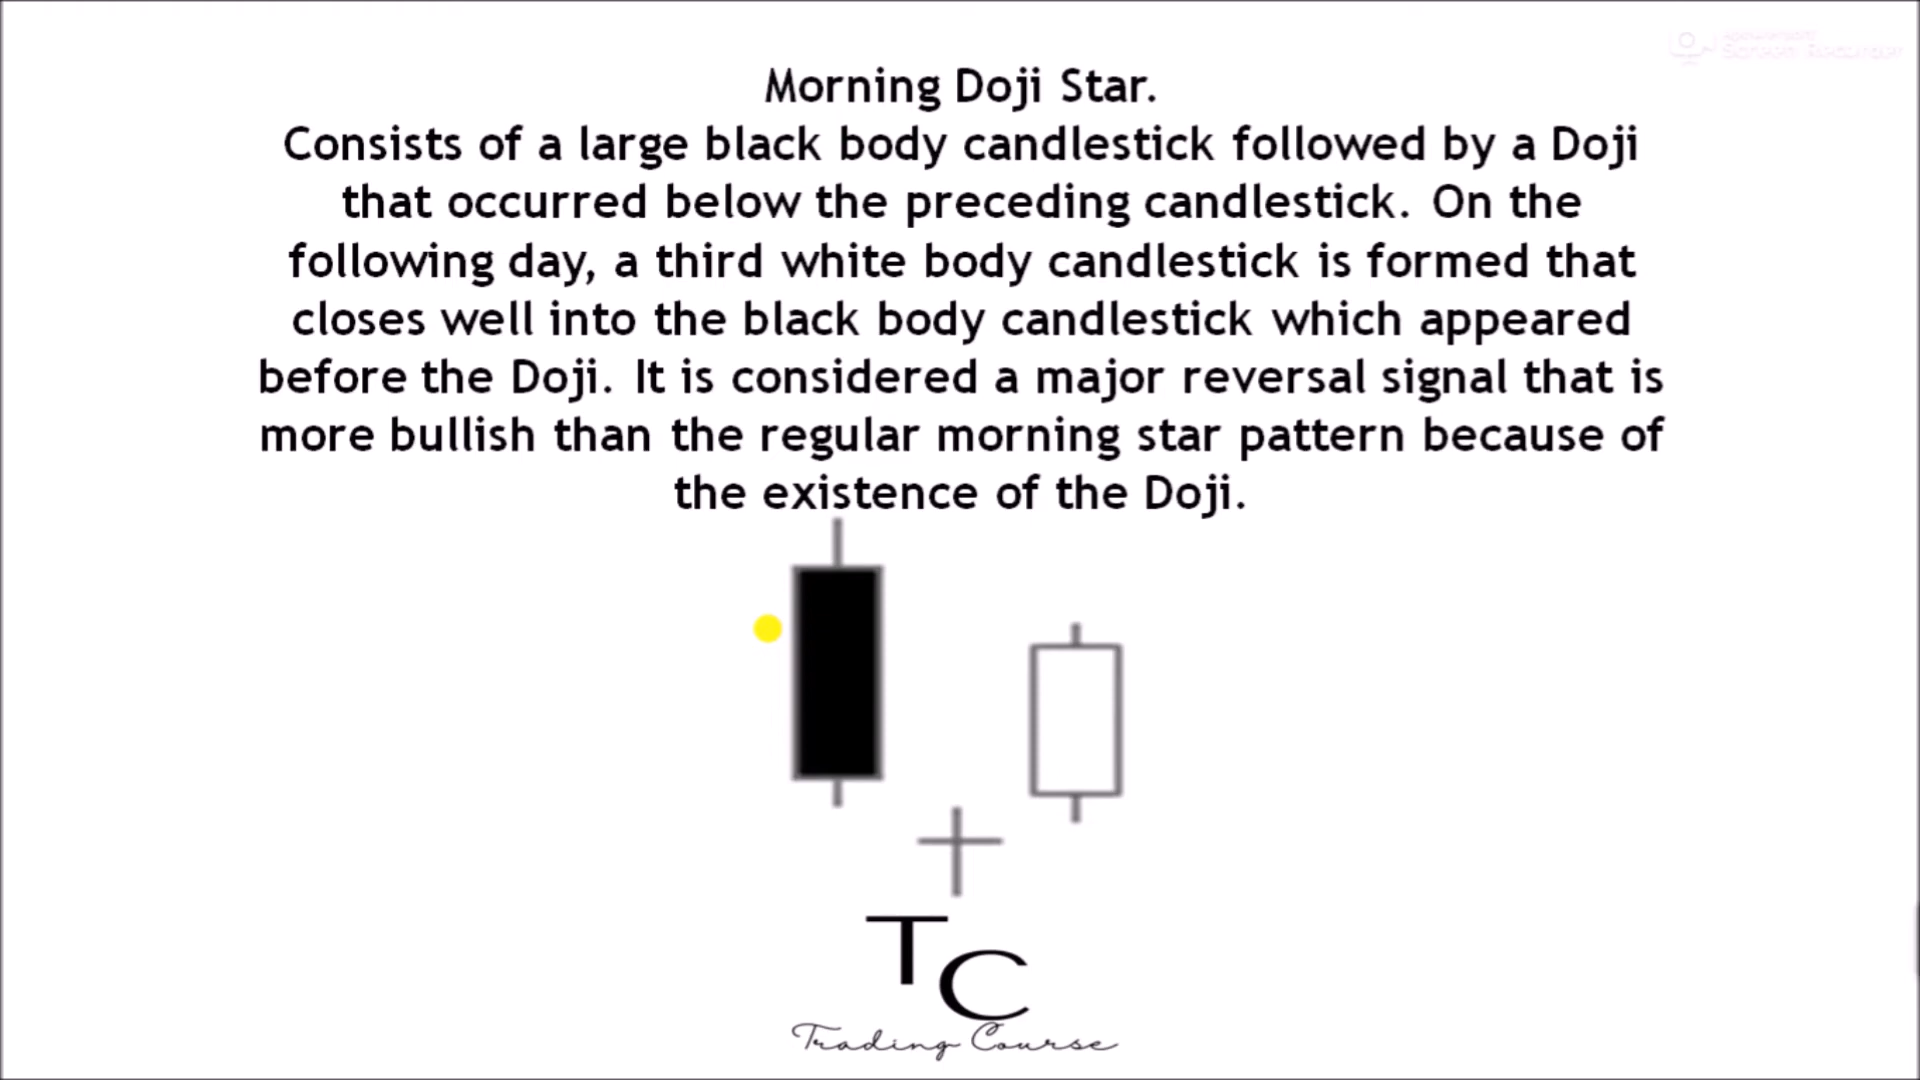 Screen Recorder
Morning Doji Star.
Consists of a large black body candlestick followed by a Doji
that occurred below the preceding candlestick. On the
following day, a third white body candlestick is formed that
closes well into the black body candlestick which appeared
before the Doji. It is considered a major reversal signal that is
more bullish than the regular morning star pattern because of
the existence of the Doji.
TC
Trading Course